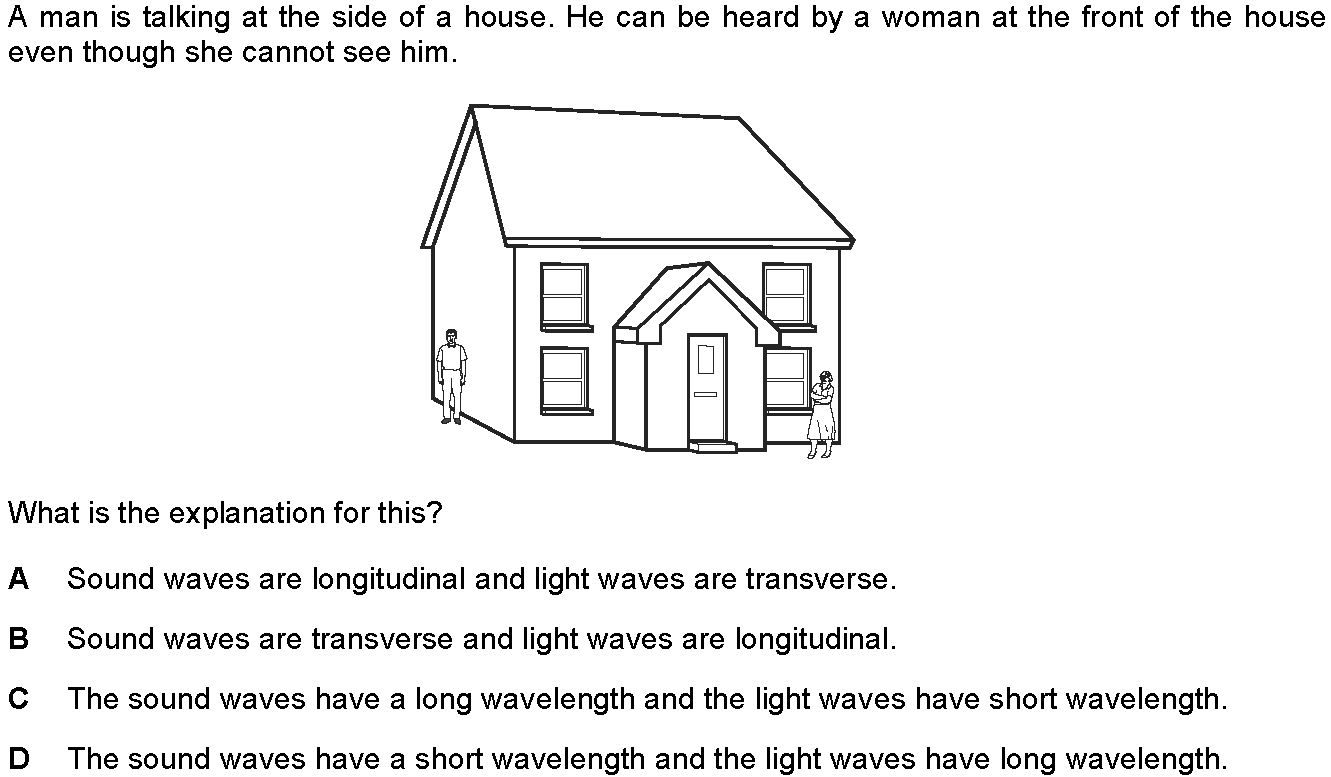 A man is talking at the side of a house. He can be heard by a woman at the front of the house
even though she cannot see him.
What is the explanation for this?
A Sound waves are longitudinal and light waves are transverse.
B Sound waves are transverse and light waves are longitudinal.
C The sound waves have a long wavelength and the light waves have short wavelength.
D The sound waves have a short wavelength and the light waves have long wavelength.